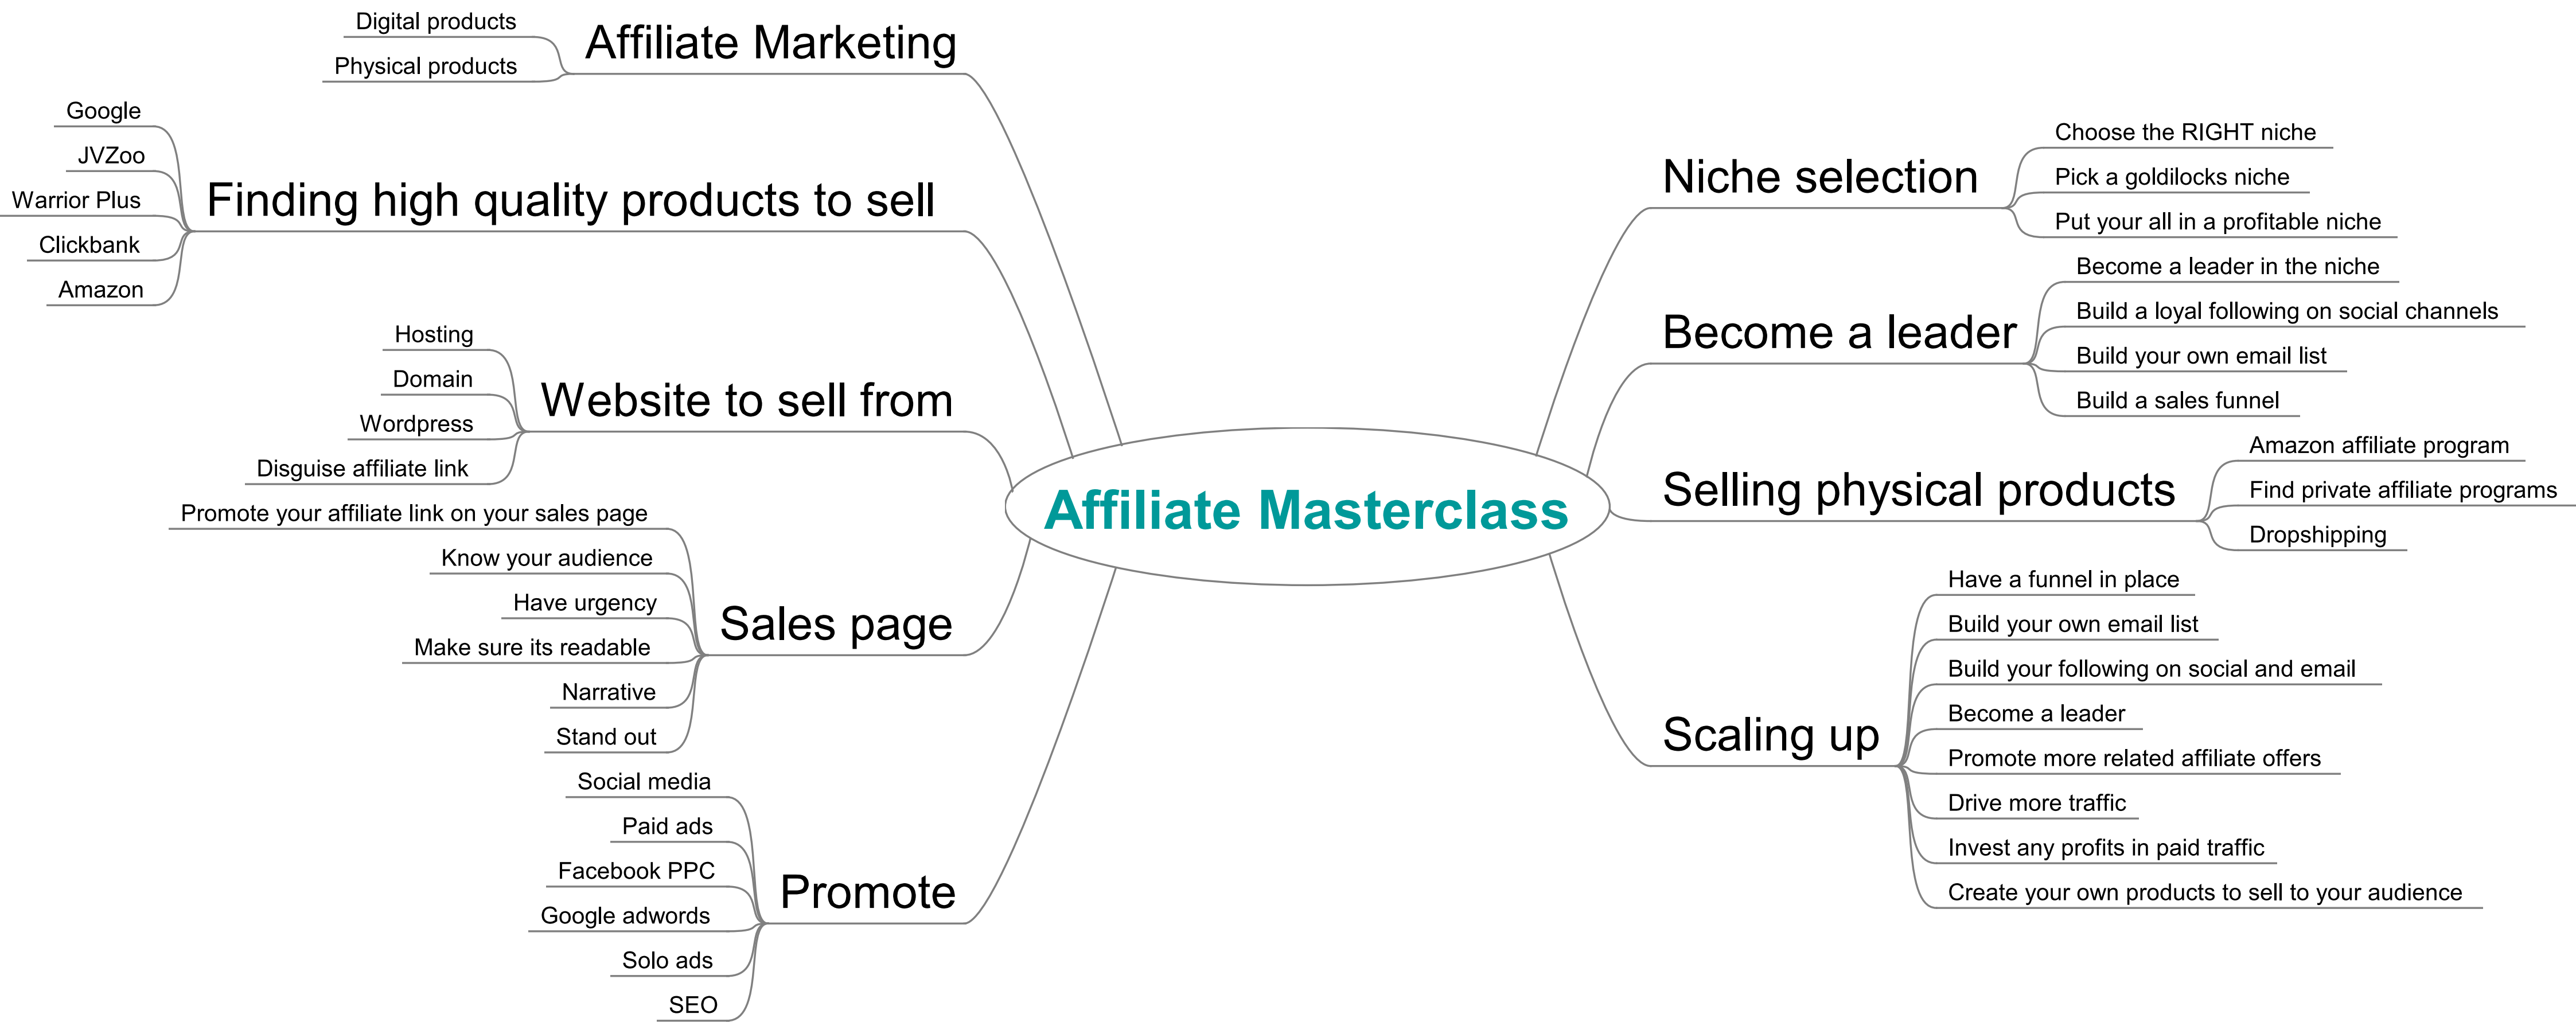 Affiliate Masterclass
Affiliate Marketing
Digital products
Physical products
Finding high quality products to sell
Google
JVZoo
Warrior Plus
Clickbank
Amazon
Website to sell from
Hosting
Domain
Wordpress
Disguise affiliate link
Sales page
Promote your affiliate link on your sales page
Know your audience
Have urgency
Make sure its readable
Narrative
Stand out
Promote
Social media
Paid ads
Facebook PPC
Google adwords
Solo ads
SEO
Niche selection
Choose the RIGHT niche
Pick a goldilocks niche
Put your all in a profitable niche
Become a leader
Become a leader in the niche
Build a loyal following on social channels
Build your own email list
Build a sales funnel
Selling physical products
Amazon affiliate program
Find private affiliate programs
Dropshipping
Scaling up
Have a funnel in place
Build your own email list
Build your following on social and email
Become a leader
Promote more related affiliate offers
Drive more traffic
Invest any profits in paid traffic
Create your own products to sell to your audience